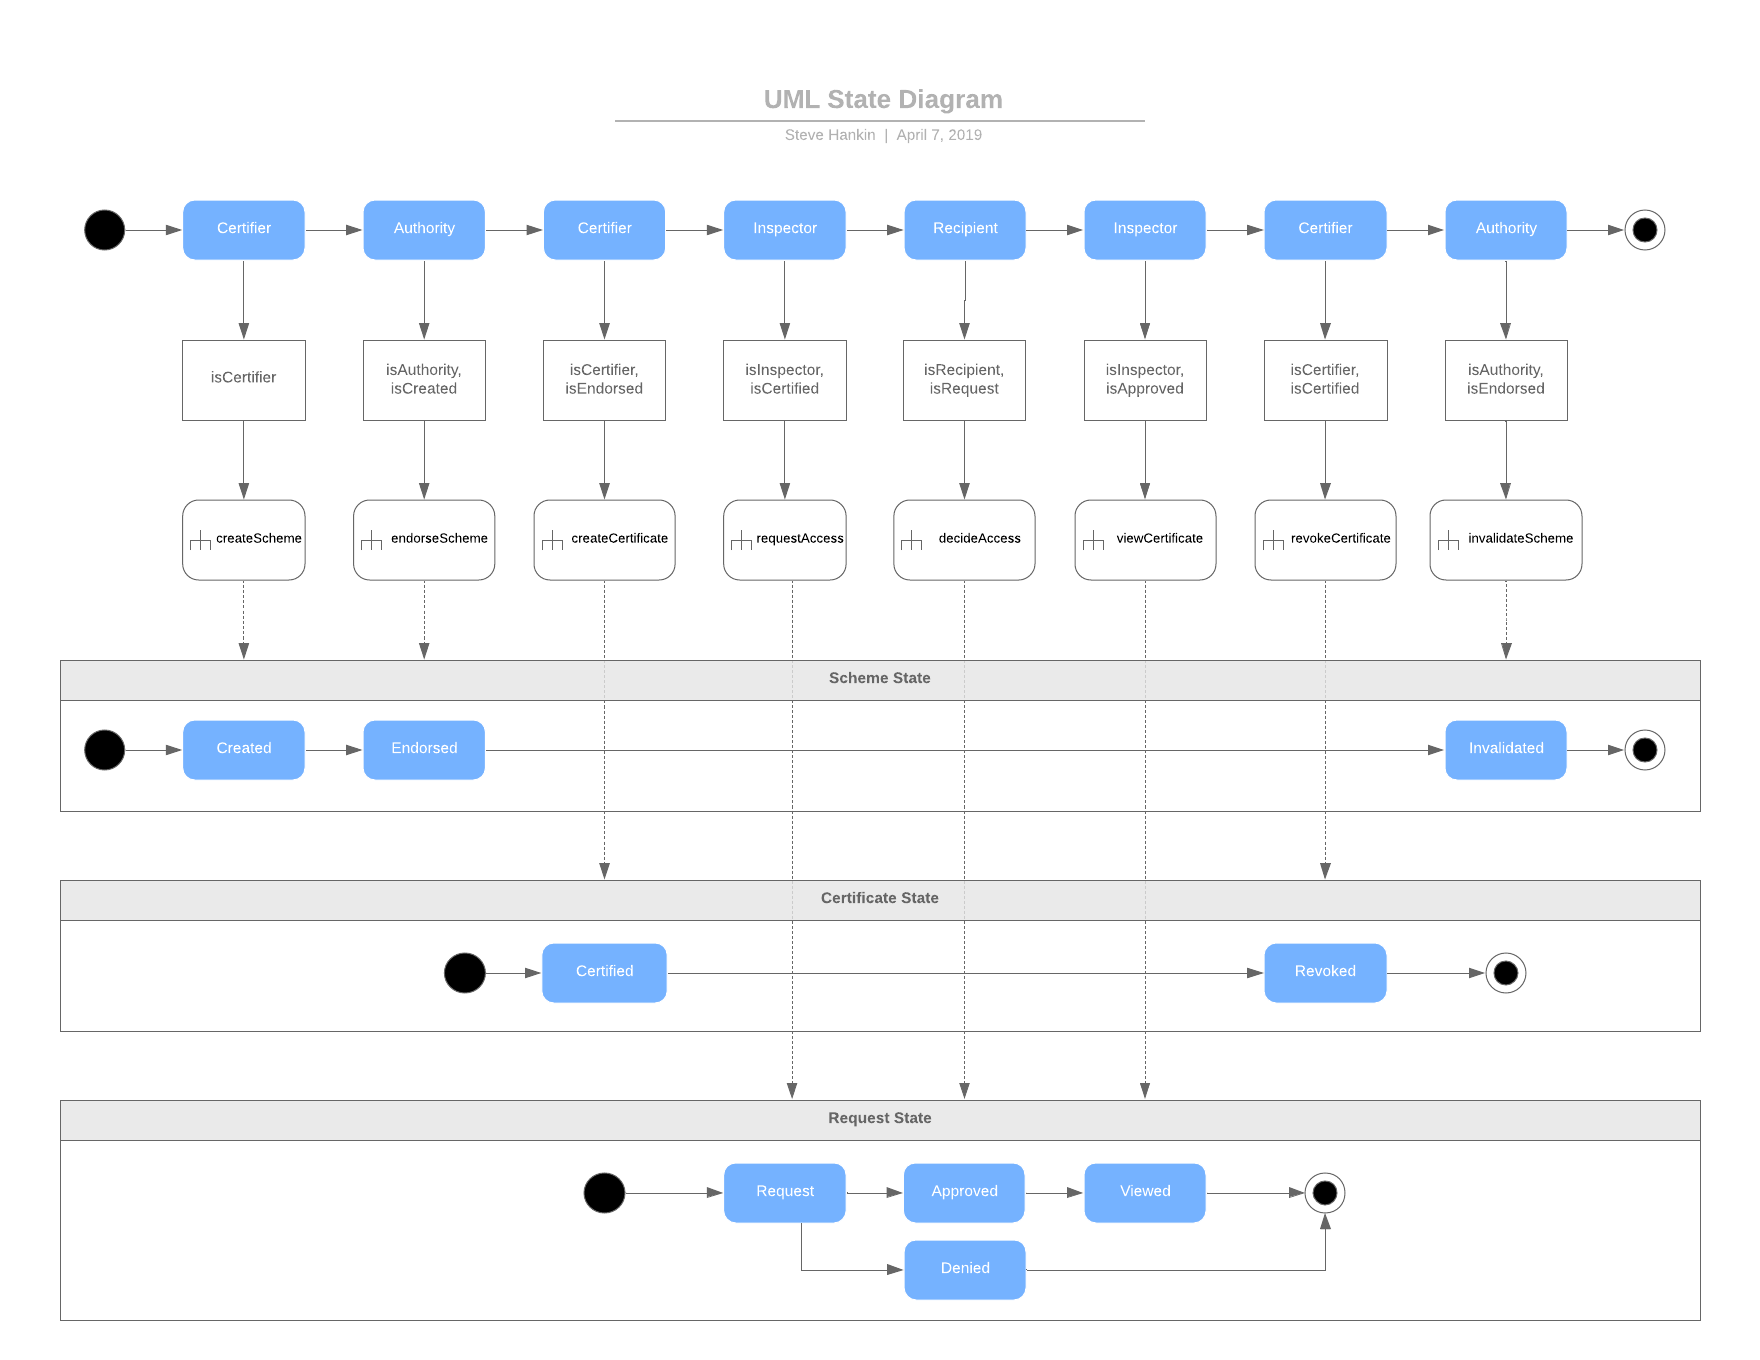 UML State Diagram
Steve Hankin | April 7, 2019
Certifier
Authority
Certifier
Inspector
Recipient
Inspector
Certifier
Authority
isCertifier
isAuthority,
isCreated
isCertifier,
isEndorsed
isInspector,
isCertified
isRecipient,
isRequest
isInspector,
isApproved
isCertifier,
isCertified
isAuthority,
isEndorsed
createScheme
endorseScheme
createCertificate
requestAccess
decideAccess
viewCertificate
revokeCertificate
invalidateScheme
Scheme State
Created
Endorsed
Invalidated
Certificate State
Certified
Revoked
Request State
Request
Approved
Viewed
Denied